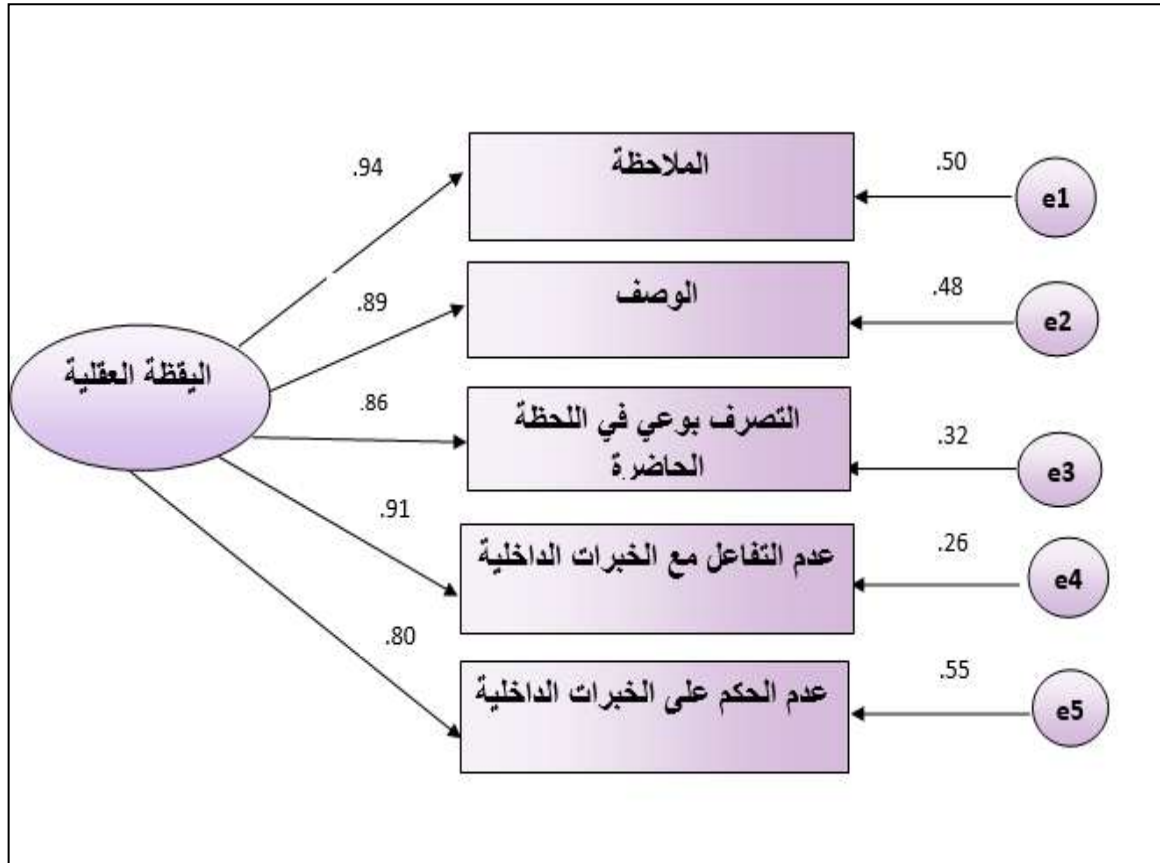 الملاحظة
.94
.50
e1
الوصف
.89
.48
e2
اليقظة العقلية
التصرف بوعي في اللحظة
الحاضرة
.86
.32
e3
عدم التفاعل مع الخبرات الداخلية
.91
.26
e4
عدم الحكم على الخبرات الداخلية
.80
.55
e5